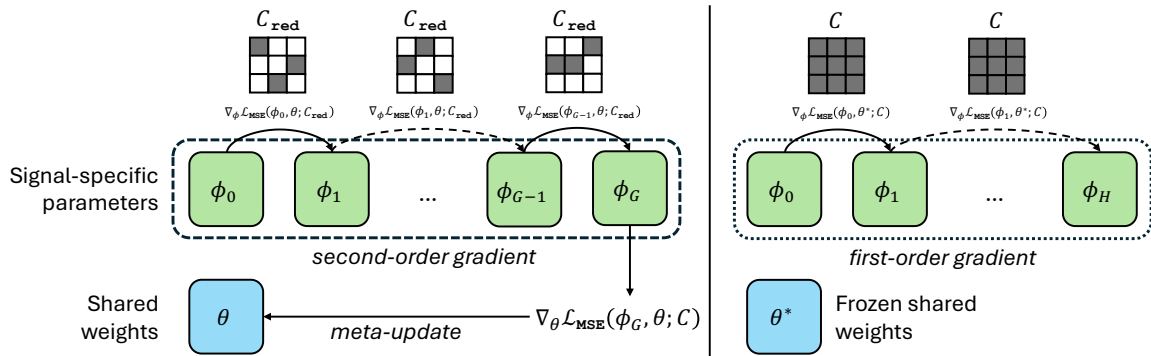 C_red C_red C_red C C
∇_ϕ ℒ_MSE(ϕ_0, θ; C_red) ∇_ϕ ℒ_MSE(ϕ_1, θ; C_red) ∇_ϕ ℒ_MSE(ϕ_{G−1}, θ; C_red) ∇_ϕ ℒ_MSE(ϕ_0, θ*; C) ∇_ϕ ℒ_MSE(ϕ_1, θ*; C)
Signal-specific
parameters
ϕ_0 ϕ_1 ... ϕ_{G−1} ϕ_G ϕ_0 ϕ_1 ... ϕ_H
second-order gradient first-order gradient
Shared
weights
θ meta-update ∇_θ ℒ_MSE(ϕ_G, θ; C) θ*
Frozen shared
weights